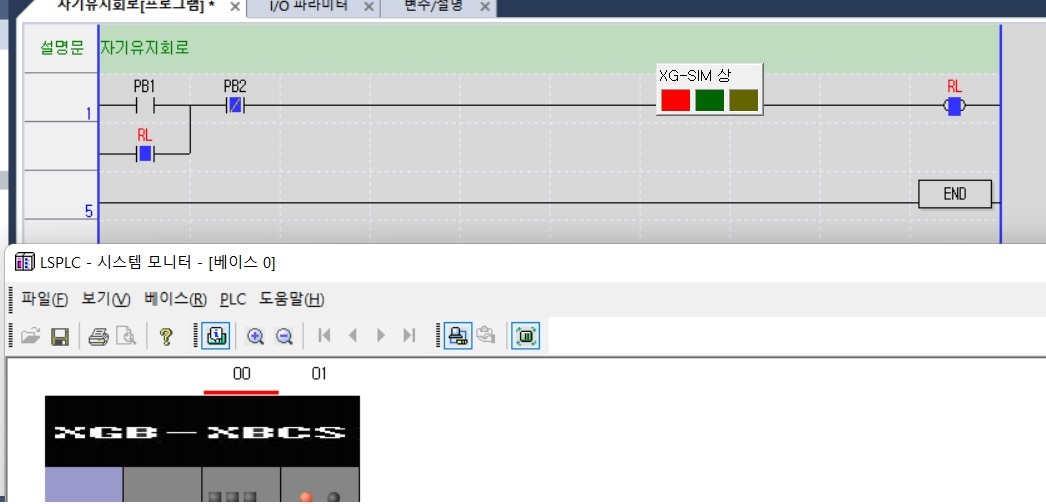 자기유지회로[프로그램] * × I/O 파라미터 × 변수/설명 ×
설명문 자기유지회로
XG-SIM 상
PB1 PB2 RL
1
RL
END
5
LSPLC - 시스템 모니터 - [베이스 0]
파일(F) 보기(V) 베이스(R) PLC 도움말(H)
00 01
XGB-XBCS